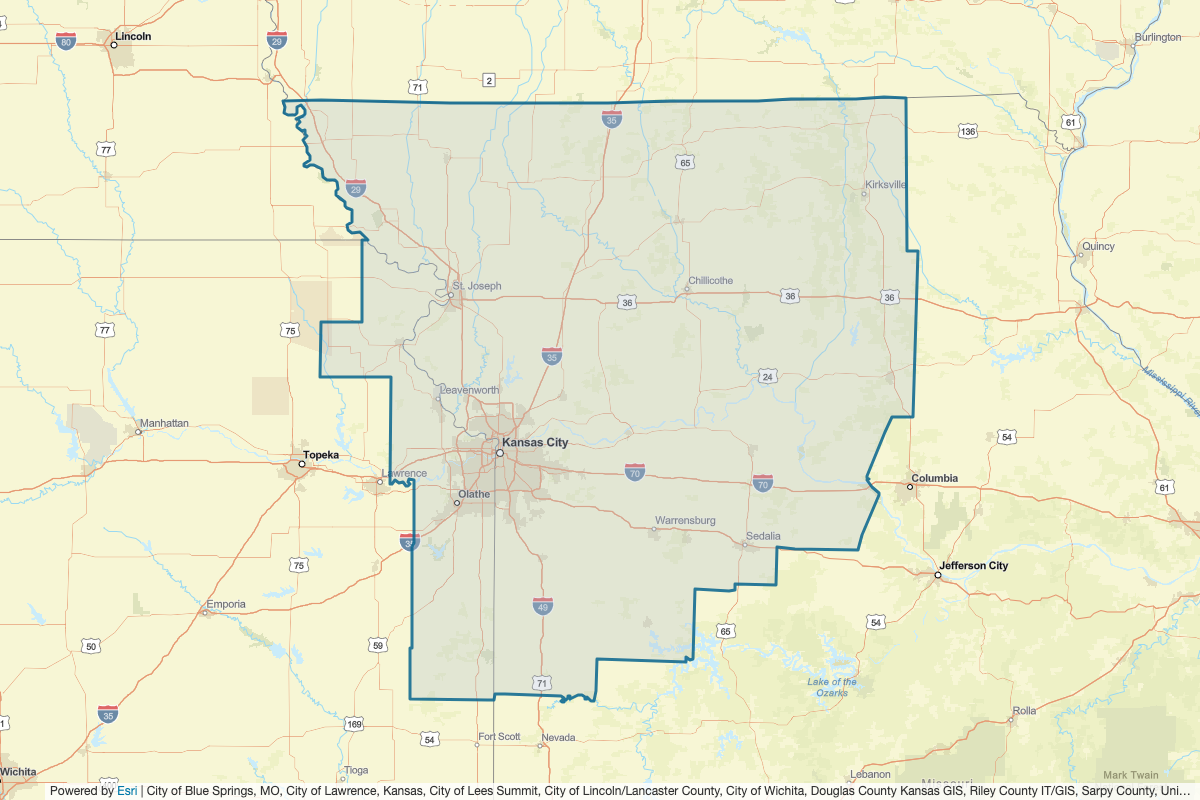 Lincoln
80
29
71
2
Burlington
35
61
136
77
65
Kirksville
29
Quincy
St. Joseph
Chillicothe
36
36
36
77
75
35
24
Mississippi River
Leavenworth
Manhattan
Kansas City
54
Topeka
Lawrence
70
70
Columbia
61
Olathe
Warrensburg
Sedalia
35
75
Jefferson City
Emporia
49
54
50
59
65
71
Lake of the
Ozarks
35
169
54
Fort Scott
Nevada
Rolla
Wichita
Tioga
Lebanon
Missouri
Mark Twain
Powered by Esri | City of Blue Springs, MO, City of Lawrence, Kansas, City of Lees Summit, City of Lincoln/Lancaster County, City of Wichita, Douglas County Kansas GIS, Riley County IT/GIS, Sarpy County, Uni...